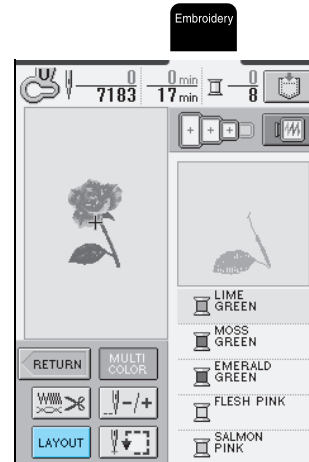 Embroidery
U
0
7183
0 min
17 min
0
8
LIME
GREEN
MOSS
GREEN
EMERALD
GREEN
FLESH PINK
SALMON
PINK
RETURN
MULTI
COLOR
-/+
LAYOUT